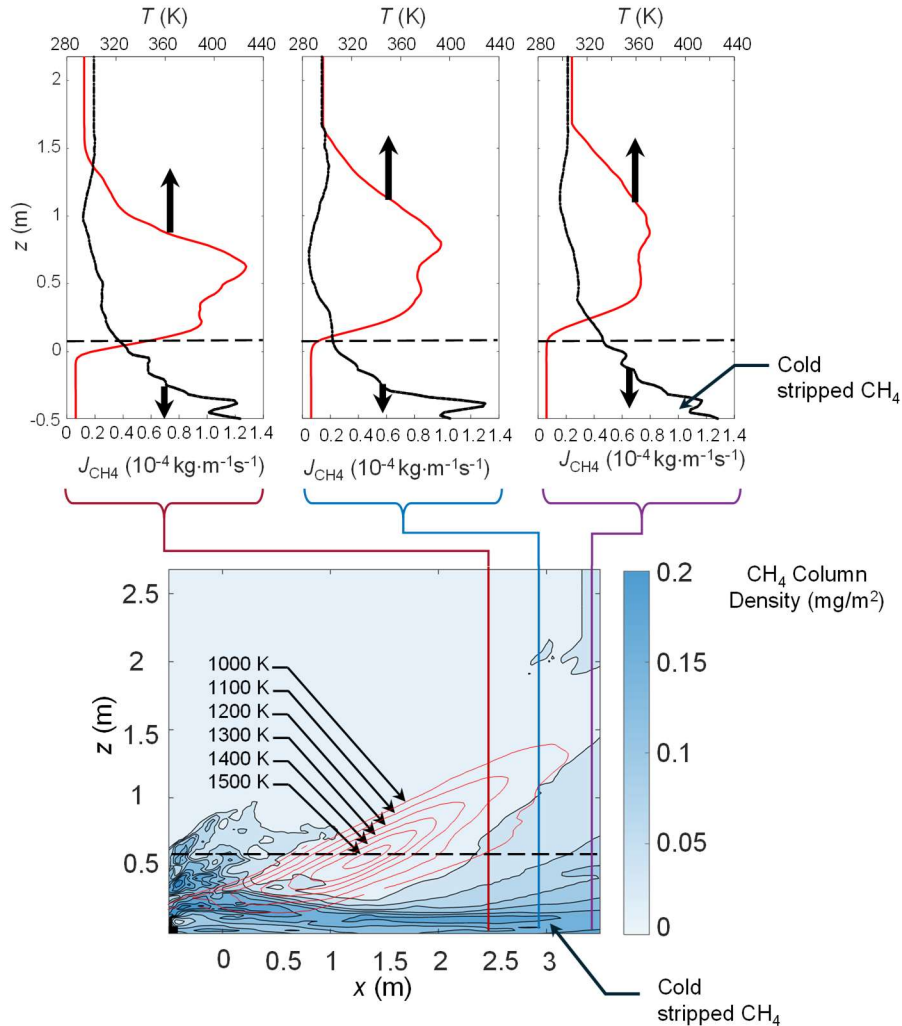 T (K)
T (K)
T (K)
280 320 360 400 440
280 320 360 400 440
280 320 360 400 440
2
1.5
1
0.5
0
-0.5
z (m)
0 0.2 0.4 0.6 0.8 1.0 1.2 1.4
0 0.2 0.4 0.6 0.8 1.0 1.2 1.4
0 0.2 0.4 0.6 0.8 1.0 1.2 1.4
J_CH4 (10⁻⁴ kg·m⁻¹s⁻¹)
J_CH4 (10⁻⁴ kg·m⁻¹s⁻¹)
J_CH4 (10⁻⁴ kg·m⁻¹s⁻¹)
Cold
stripped CH₄
2.5
2
1.5
1
0.5
z (m)
1000 K
1100 K
1200 K
1300 K
1400 K
1500 K
0 0.5 1 1.5 2 2.5 3
x (m)
0.2
0.15
0.1
0.05
0
CH₄ Column
Density (mg/m²)
Cold
stripped CH₄